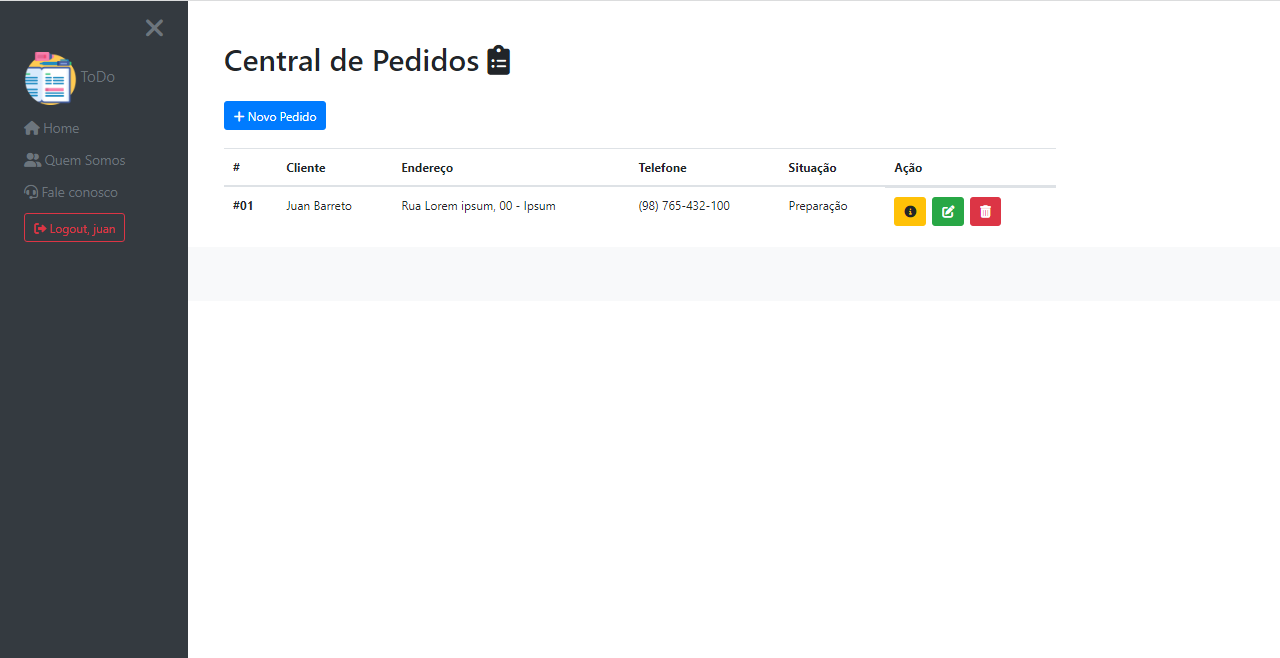 ToDo
Home
Quem Somos
Fale conosco
Logout, juan
Central de Pedidos
+ Novo Pedido
# Cliente Endereço Telefone Situação Ação
#01 Juan Barreto Rua Lorem ipsum, 00 - Ipsum (98) 765-432-100 Preparação